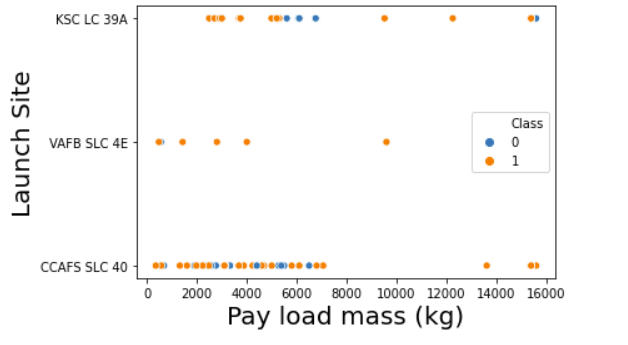 KSC LC 39A
VAFB SLC 4E
CCAFS SLC 40
Launch Site
Class
0
1
0 2000 4000 6000 8000 10000 12000 14000 16000
Pay load mass (kg)